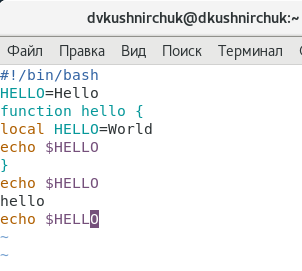 dvkushnirchuk@dkushnirchuk:~
Файл Правка Вид Поиск Терминал
#!/bin/bash
HELLO=Hello
function hello {
local HELLO=World
echo $HELLO
}
echo $HELLO
hello
echo $HELLO
~
~